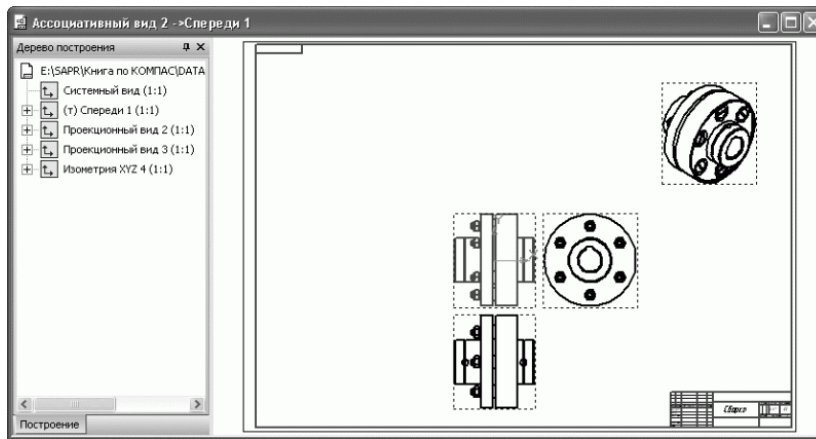 Ассоциативный вид 2 ->Спереди 1
Дерево построения
E:\SAPR\Книга по КОМПАС\DATA
Системный вид (1:1)
(т) Спереди 1 (1:1)
Проекционный вид 2 (1:1)
Проекционный вид 3 (1:1)
Изометрия XYZ 4 (1:1)
Построение
Сборка